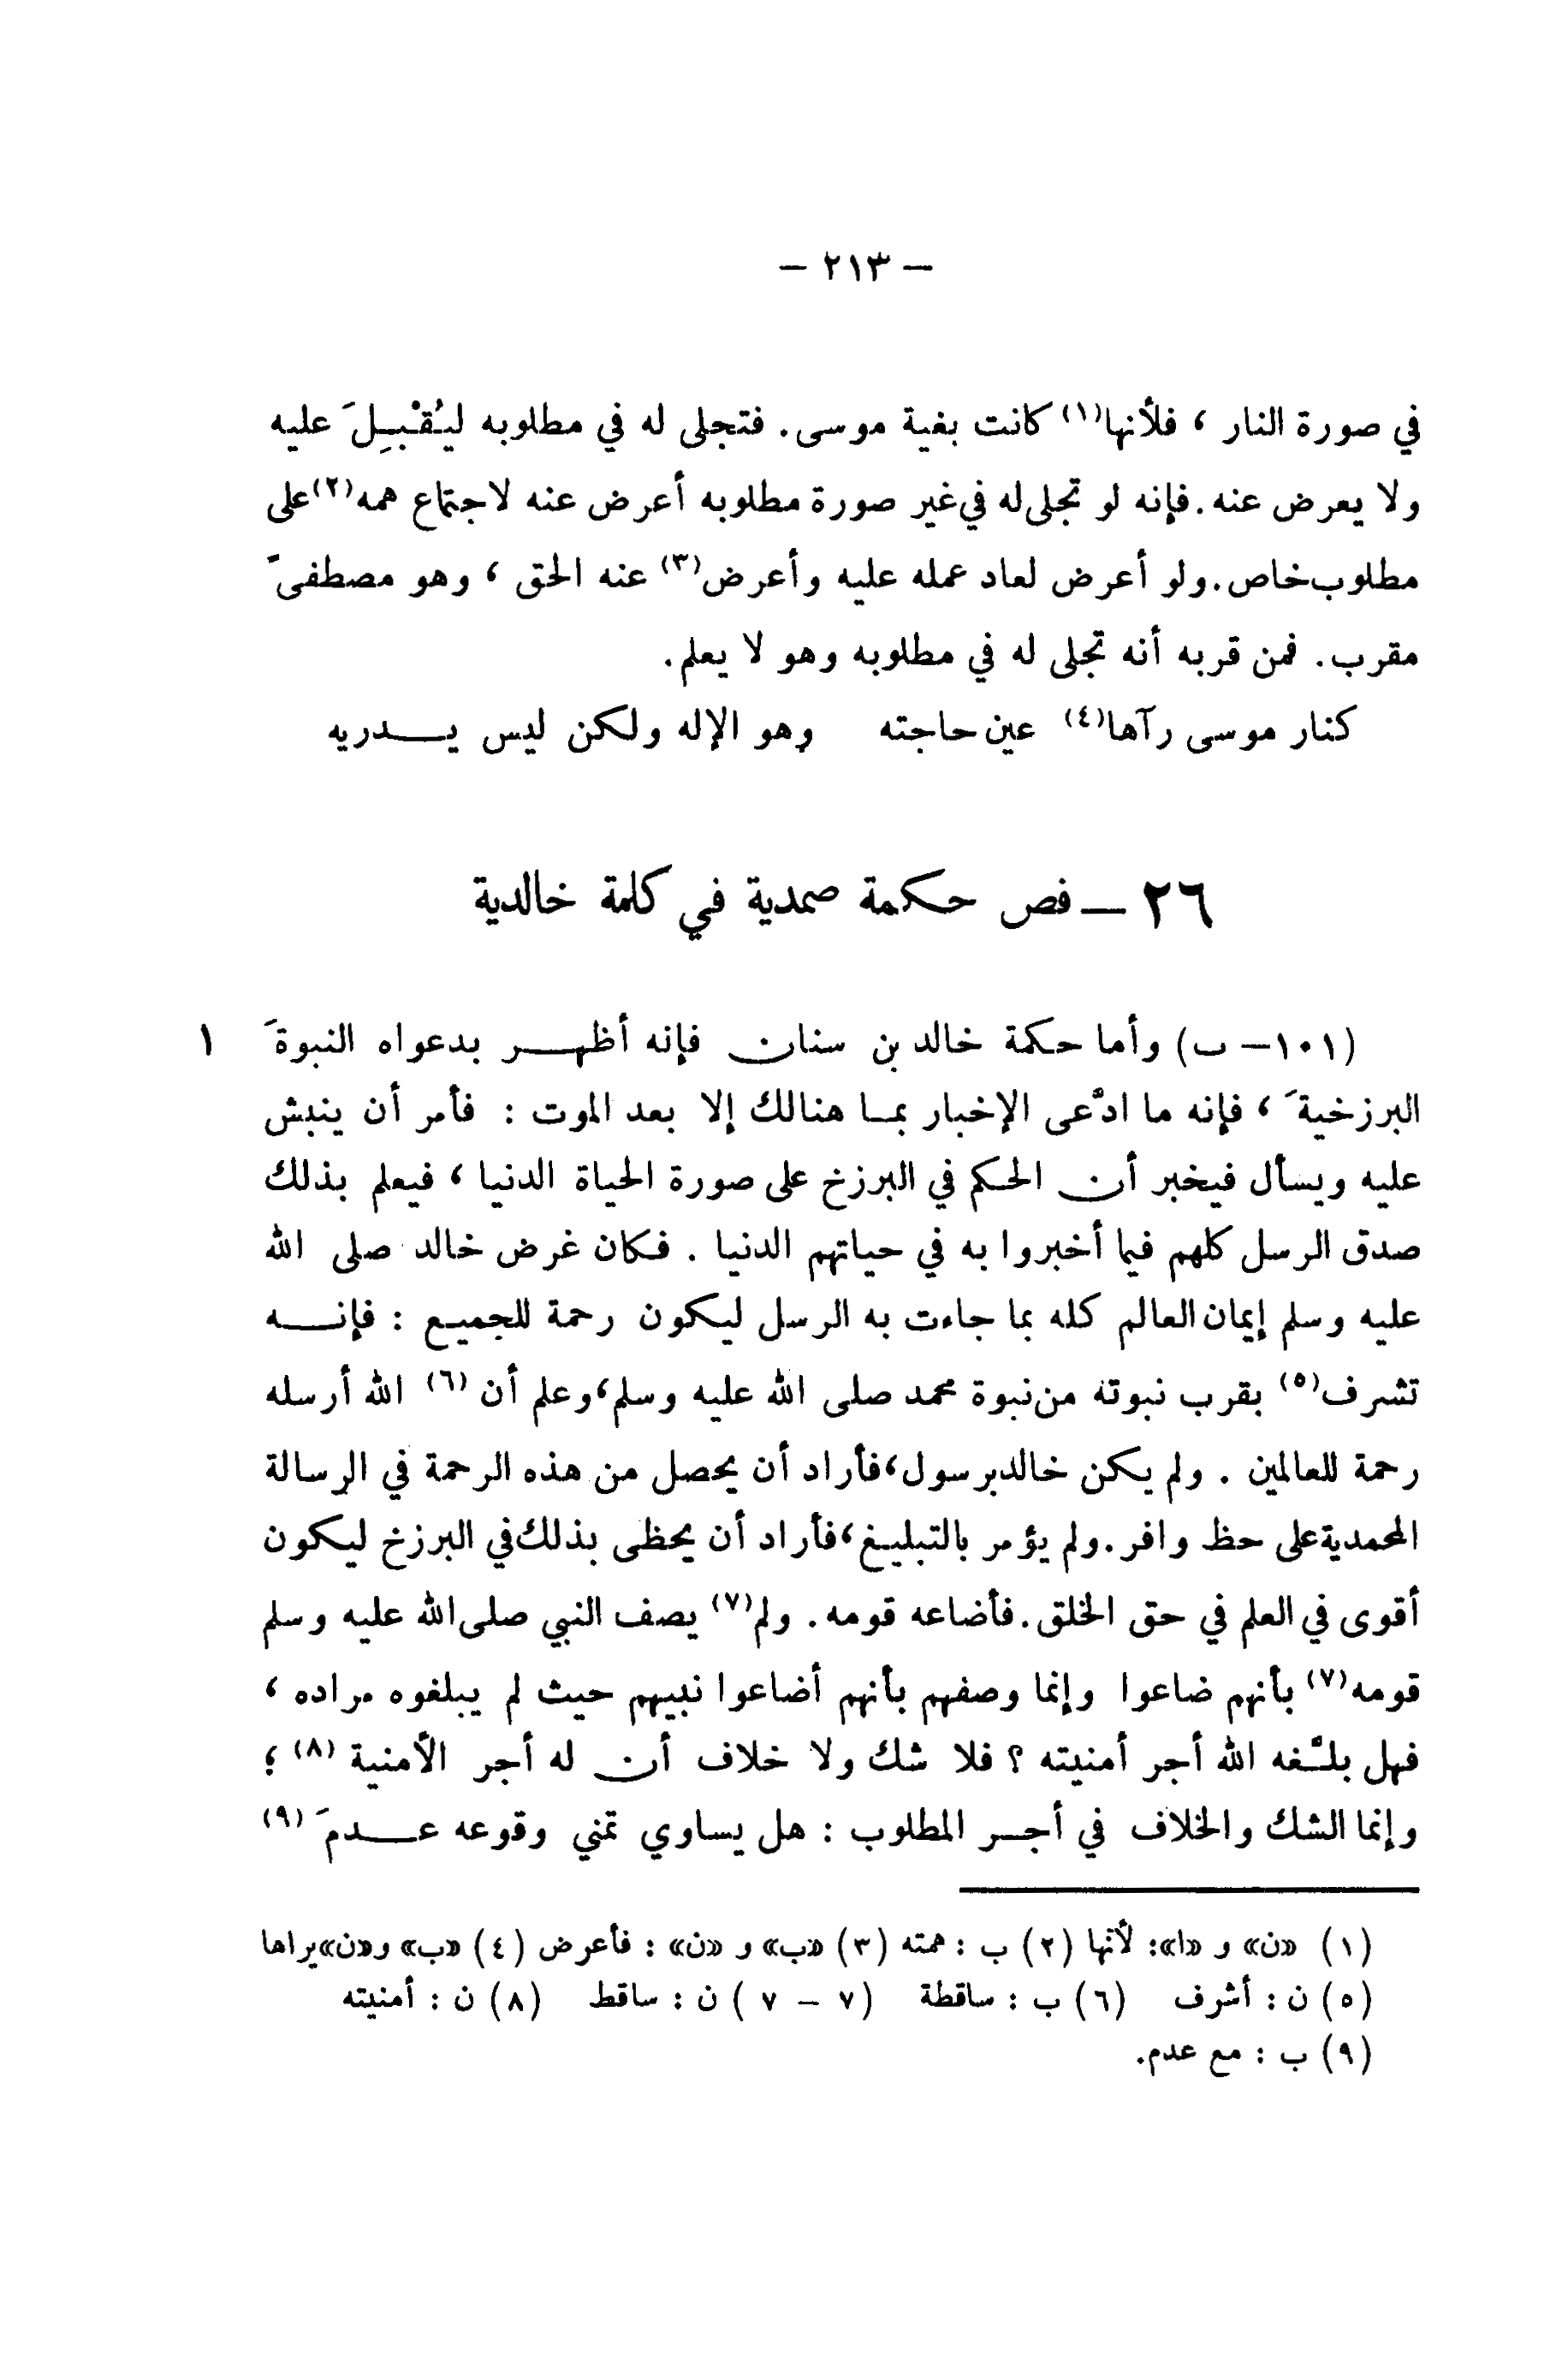 – ٢١٣ –
في صورة النار ، فلأنها(١) كانت بغية موسى. فتجلى له في مطلوبه ليُقْبِلَ عليه
ولا يعرض عنه. فإنه لو تجلى له في غير صورة مطلوبه أعرض عنه لاجتماع همه(٢) على
مطلوب خاص. ولو أعرض لعاد عمله عليه وأعرض(٣) عنه الحق ، وهو مصطفىً
مقرب. فمن قربه أنه تجلى له في مطلوبه وهو لا يعلم.
كنار موسى رآها(٤) عين حاجته وهو الإله ولكن ليس يـــدريه
٢٦ – فص حكمة صمدية في كلمة خالدية
(١٠١– ب) وأما حكمة خالد بن سنان فإنه أظهـــر بدعواه النبوةَ ١
البرزخيةَ ، فإنه ما ادَّعى الإخبار بمـا هنالك إلا بعد الموت : فأمر أن ينبش
عليه ويسأل فيخبر أن الحكم في البرزخ على صورة الحياة الدنيا ، فيعلم بذلك
صدق الرسل كلهم فيما أخبروا به في حياتهم الدنيا . فكان غرض خالد صلى الله
عليه وسلم إيمان العالم كله بما جاءت به الرسل ليكون رحمة للجميع : فإنـــه
تشرف(٥) بقرب نبوته من نبوة محمد صلى الله عليه وسلم، وعلم أن (٦) الله أرسله
رحمة للعالمين . ولم يكن خالد برسول، فأراد أن يحصل من هذه الرحمة في الرسالة
المحمدية على حظ وافر. ولم يؤمر بالتبليغ، فأراد أن يحظى بذلك في البرزخ ليكون
أقوى في العلم في حق الخلق. فأضاعه قومه. ولم(٧) يصف النبي صلى الله عليه وسلم
قومه(٧) بأنهم ضاعوا وإنما وصفهم بأنهم أضاعوا نبيهم حيث لم يبلغوه مراده ،
فهل بلَّغه الله أجر أمنيته ؟ فلا شك ولا خلاف أن له أجر الأمنية (٨) ؛
وإنما الشك والخلاف في أجـر المطلوب : هل يساوي تمني وقوعه عـــدمَ (٩)
(١) «ن» و «ا»: لأنها (٢) ب : همته (٣) «ب» و «ن» : فأعرض (٤) «ب» و«ن» يراها
(٥) ن : أشرف (٦) ب : ساقطة (٧ – ٧ ) ن : ساقط (٨) ن : أمنيته
(٩) ب : مع عدم.